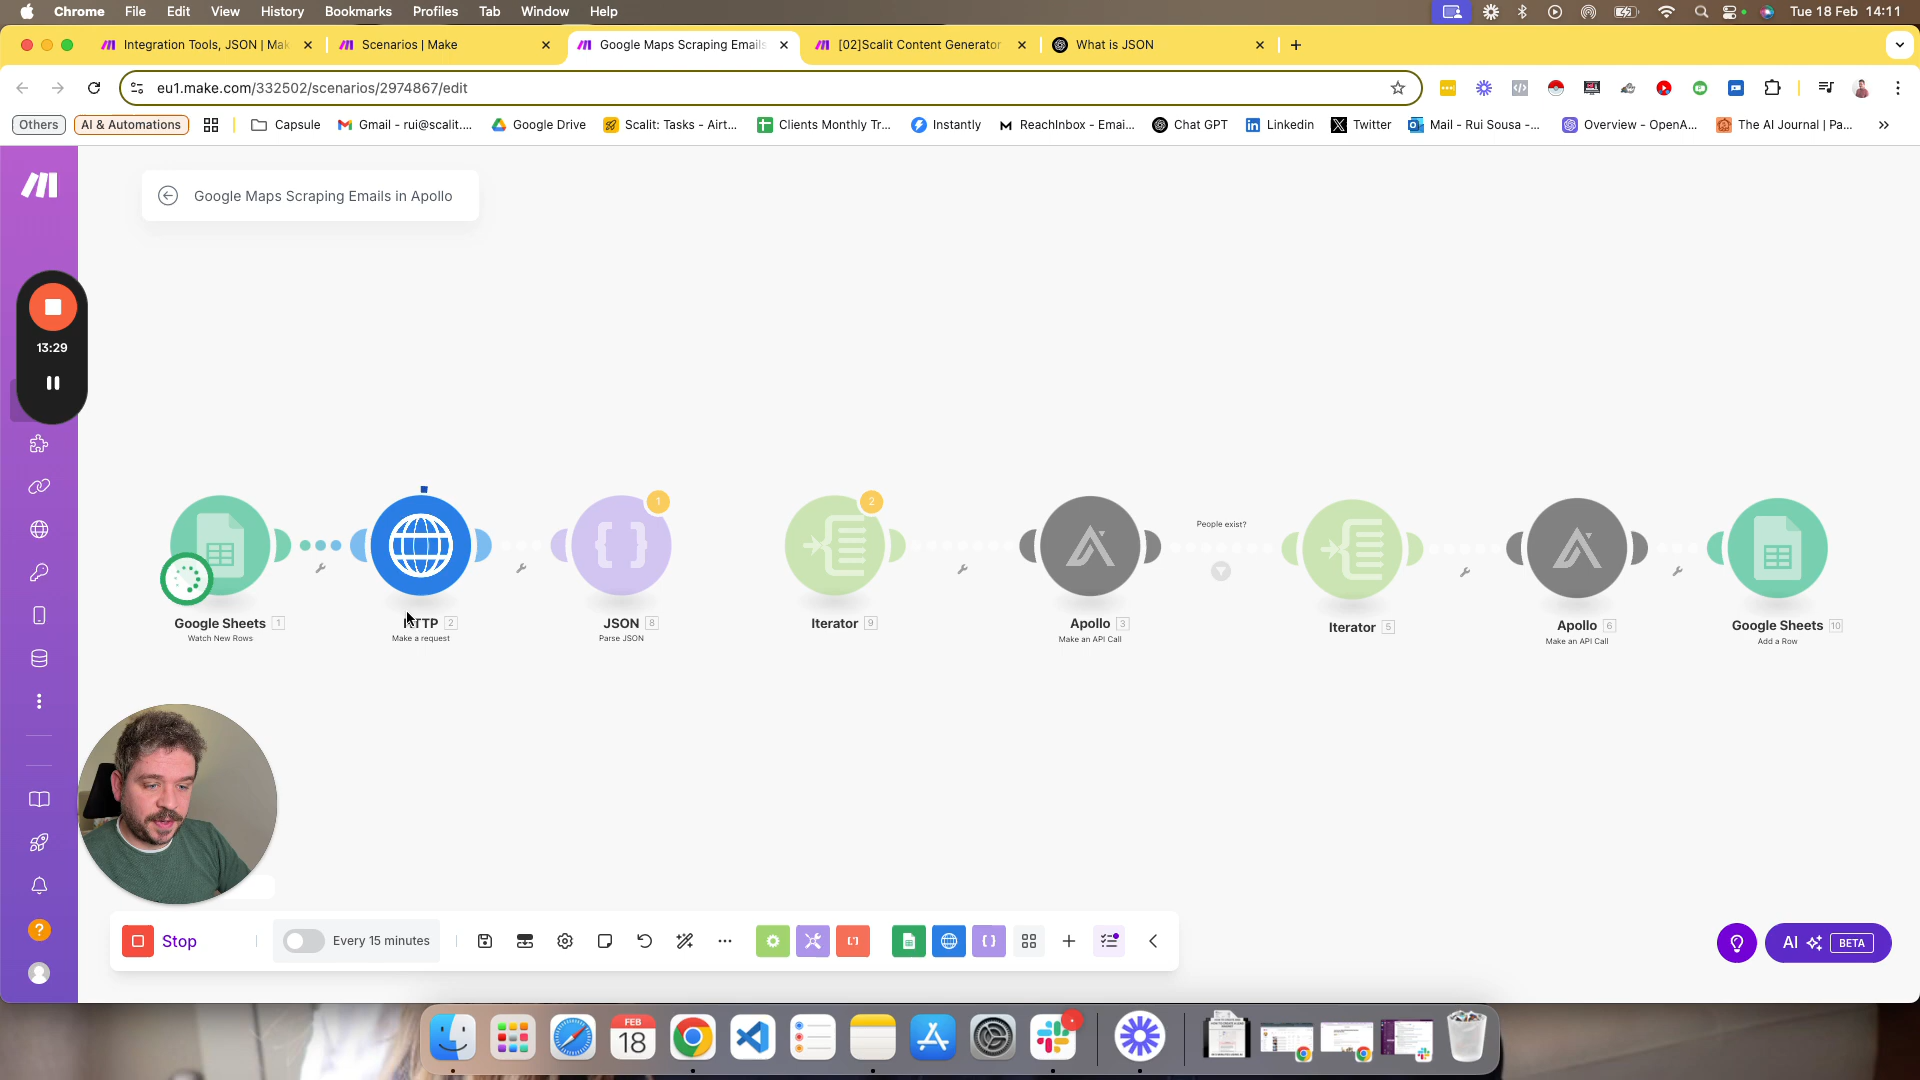 Chrome File Edit View History Bookmarks Profiles Tab Window Help Tue 18 Feb 14:11
Integration Tools, JSON | Mak Scenarios | Make Google Maps Scraping Emails [02]Scalit Content Generator What is JSON
eu1.make.com/332502/scenarios/2974867/edit
Others AI & Automations Capsule Gmail - rui@scalit.... Google Drive Scalit: Tasks - Airt... Clients Monthly Tr... Instantly ReachInbox - Emai... Chat GPT Linkedin Twitter Mail - Rui Sousa -... Overview - OpenA... The AI Journal | Pa...
Google Maps Scraping Emails in Apollo
13:29
1 2
People exist?
Google Sheets 1 HTTP 2 JSON 8 Iterator 9 Apollo 3 Iterator 5 Apollo 6 Google Sheets 10
Watch New Rows Make a request Parse JSON Make an API Call Make an API Call Add a Row
?
Stop Every 15 minutes AI BETA
FEB
18